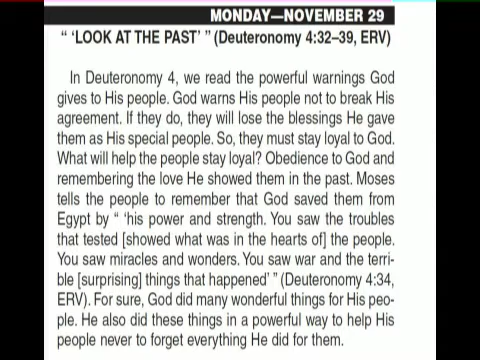 MONDAY—NOVEMBER 29
“ ‘LOOK AT THE PAST’ ” (Deuteronomy 4:32–39, ERV)
In Deuteronomy 4, we read the powerful warnings God
gives to His people. God warns His people not to break His
agreement. If they do, they will lose the blessings He gave
them as His special people. So, they must stay loyal to God.
What will help the people stay loyal? Obedience to God and
remembering the love He showed them in the past. Moses
tells the people to remember that God saved them from
Egypt by “ ‘his power and strength. You saw the troubles
that tested [showed what was in the hearts of] the people.
You saw miracles and wonders. You saw war and the terri-
ble [surprising] things that happened’ ” (Deuteronomy 4:34,
ERV). For sure, God did many wonderful things for His peo-
ple. He also did these things in a powerful way to help His
people never to forget everything He did for them.